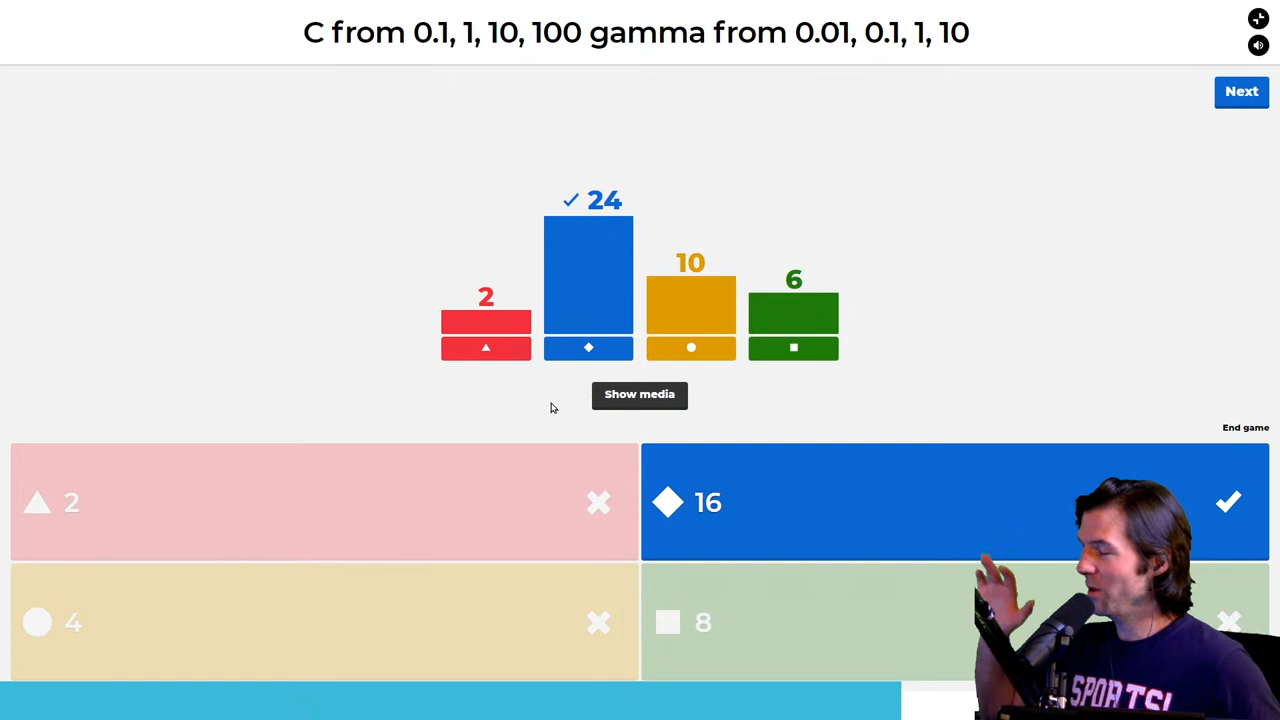 C from 0.1, 1, 10, 100 gamma from 0.01, 0.1, 1, 10
Next
24
10
6
2
Show media
End game
2
16
4
8
SPORTS!